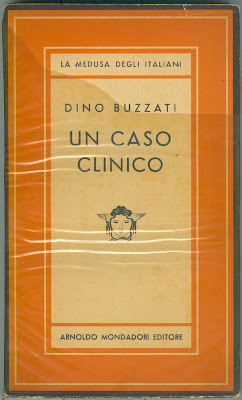 LA MEDUSA DEGLI ITALIANI
DINO BUZZATI
UN CASO
CLINICO
ARNOLDO MONDADORI EDITORE